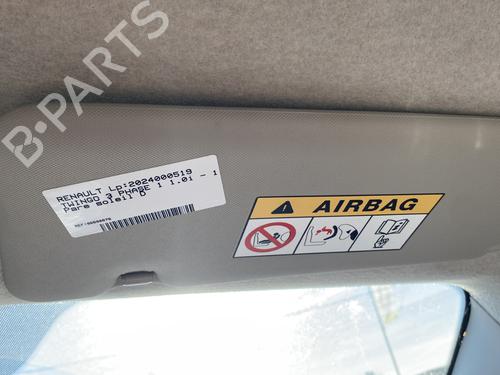 RENAULT Lp:2024000519
TWINGO 3 PHASE 1 1.0i - 1
Pare soleil D
AIRBAG
B-PARTS